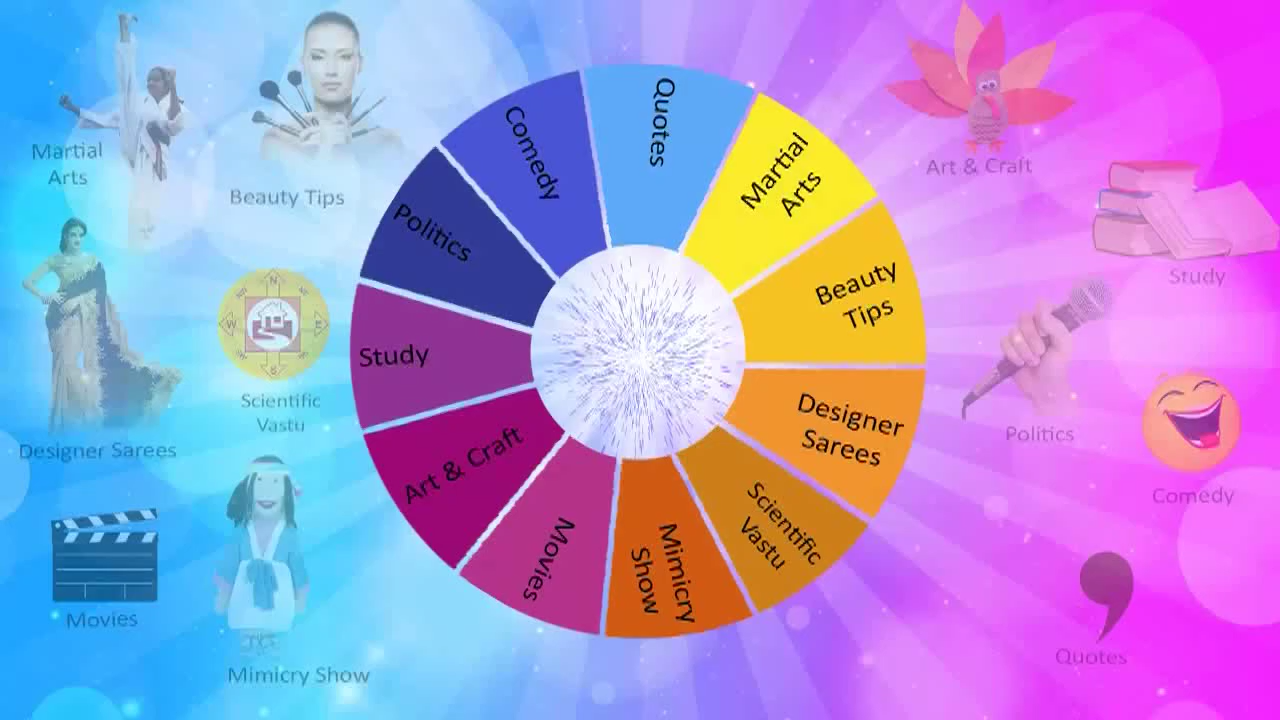 Martial
Arts
Beauty Tips
Designer Sarees
Scientific
Vastu
Movies
Mimicry Show
Quotes
Martial
Arts
Beauty
Tips
Designer
Sarees
Scientific
Vastu
Mimicry
Show
Movies
Art & Craft
Study
Politics
Comedy
Art & Craft
Study
Politics
Comedy
Quotes
N
W
E
S